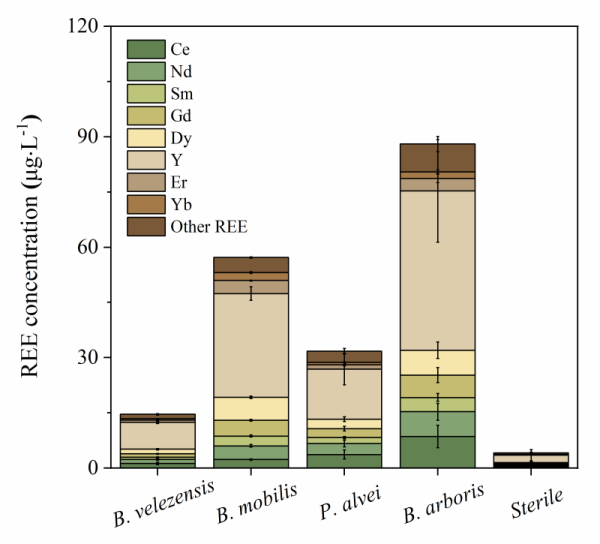 120
90
60
30
0
REE concentration (μg·L⁻¹)
Ce
Nd
Sm
Gd
Dy
Y
Er
Yb
Other REE
B. velezensis
B. mobilis
P. alvei
B. arboris
Sterile